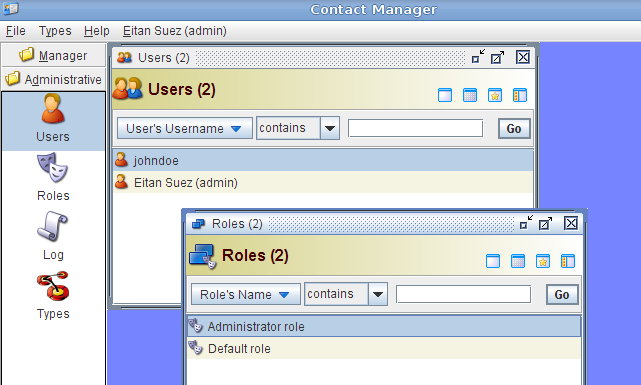 Contact Manager
File Types Help Eitan Suez (admin)
Manager
Administrative
Users
Roles
Log
Types
Users (2)
Users (2)
User's Username contains Go
johndoe
Eitan Suez (admin)
Roles (2)
Roles (2)
Role's Name contains Go
Administrator role
Default role